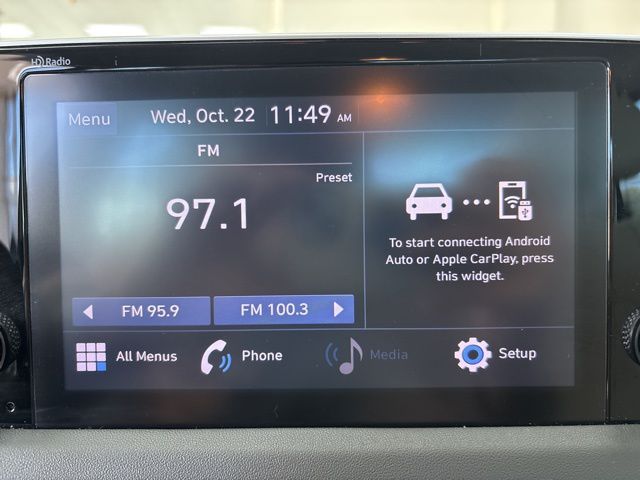 HD Radio
Menu
Wed, Oct. 22
11:49 AM
FM
Preset
97.1
FM 95.9
FM 100.3
To start connecting Android
Auto or Apple CarPlay, press
this widget.
All Menus
Phone
Media
Setup